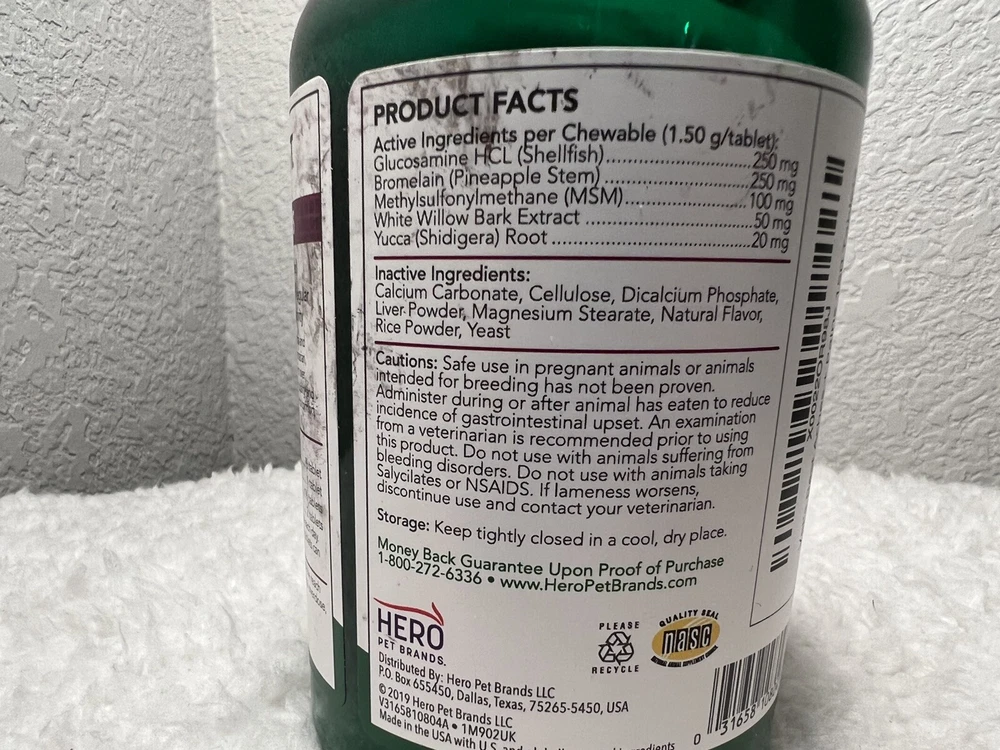 PRODUCT FACTS
Active Ingredients per Chewable (1.50 g/tablet):
Glucosamine HCL (Shellfish)..............................250 mg
Bromelain (Pineapple Stem) ..............................250 mg
Methylsulfonylmethane (MSM)..........................100 mg
White Willow Bark Extract ..................................50 mg
Yucca (Shidigera) Root ........................................20 mg
Inactive Ingredients:
Calcium Carbonate, Cellulose, Dicalcium Phosphate,
Liver Powder, Magnesium Stearate, Natural Flavor,
Rice Powder, Yeast
Cautions: Safe use in pregnant animals or animals
intended for breeding has not been proven.
Administer during or after animal has eaten to reduce
incidence of gastrointestinal upset. An examination
from a veterinarian is recommended prior to using
this product. Do not use with animals suffering from
bleeding disorders. Do not use with animals taking
Salycilates or NSAIDS. If lameness worsens,
discontinue use and contact your veterinarian.
Storage: Keep tightly closed in a cool, dry place.
Money Back Guarantee Upon Proof of Purchase
1-800-272-6336 • www.HeroPetBrands.com
HERO
PET BRANDS.
PLEASE
RECYCLE
QUALITY SEAL
nasc
Distributed By: Hero Pet Brands LLC
P.O. Box 655450, Dallas, Texas, 75265-5450, USA
© 2019 Hero Pet Brands LLC
V3165810804A • 1M902UK
Made in the USA with U.S. and
0 31658 108